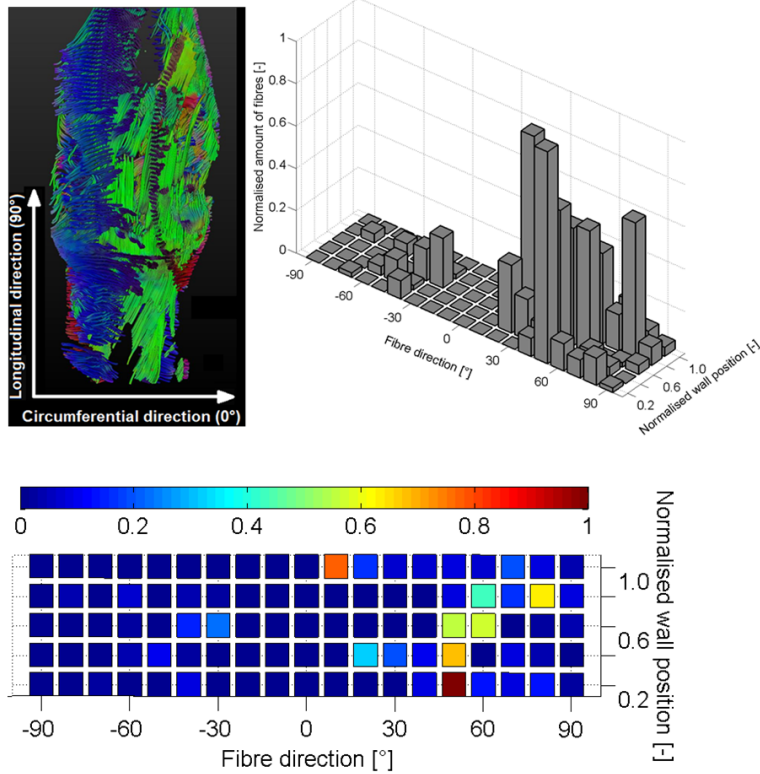 Longitudinal direction (90°)
Circumferential direction (0°)
Normalised amount of fibres [-]
1
0.8
0.6
0.4
0.2
0
-90
-60
-30
0
30
60
90
Fibre direction [°]
0.2
0.6
1.0
Normalised wall position [-]
0 0.2 0.4 0.6 0.8 1
1.0
0.6
0.2
Normalised wall position [-]
-90 -60 -30 0 30 60 90
Fibre direction [°]